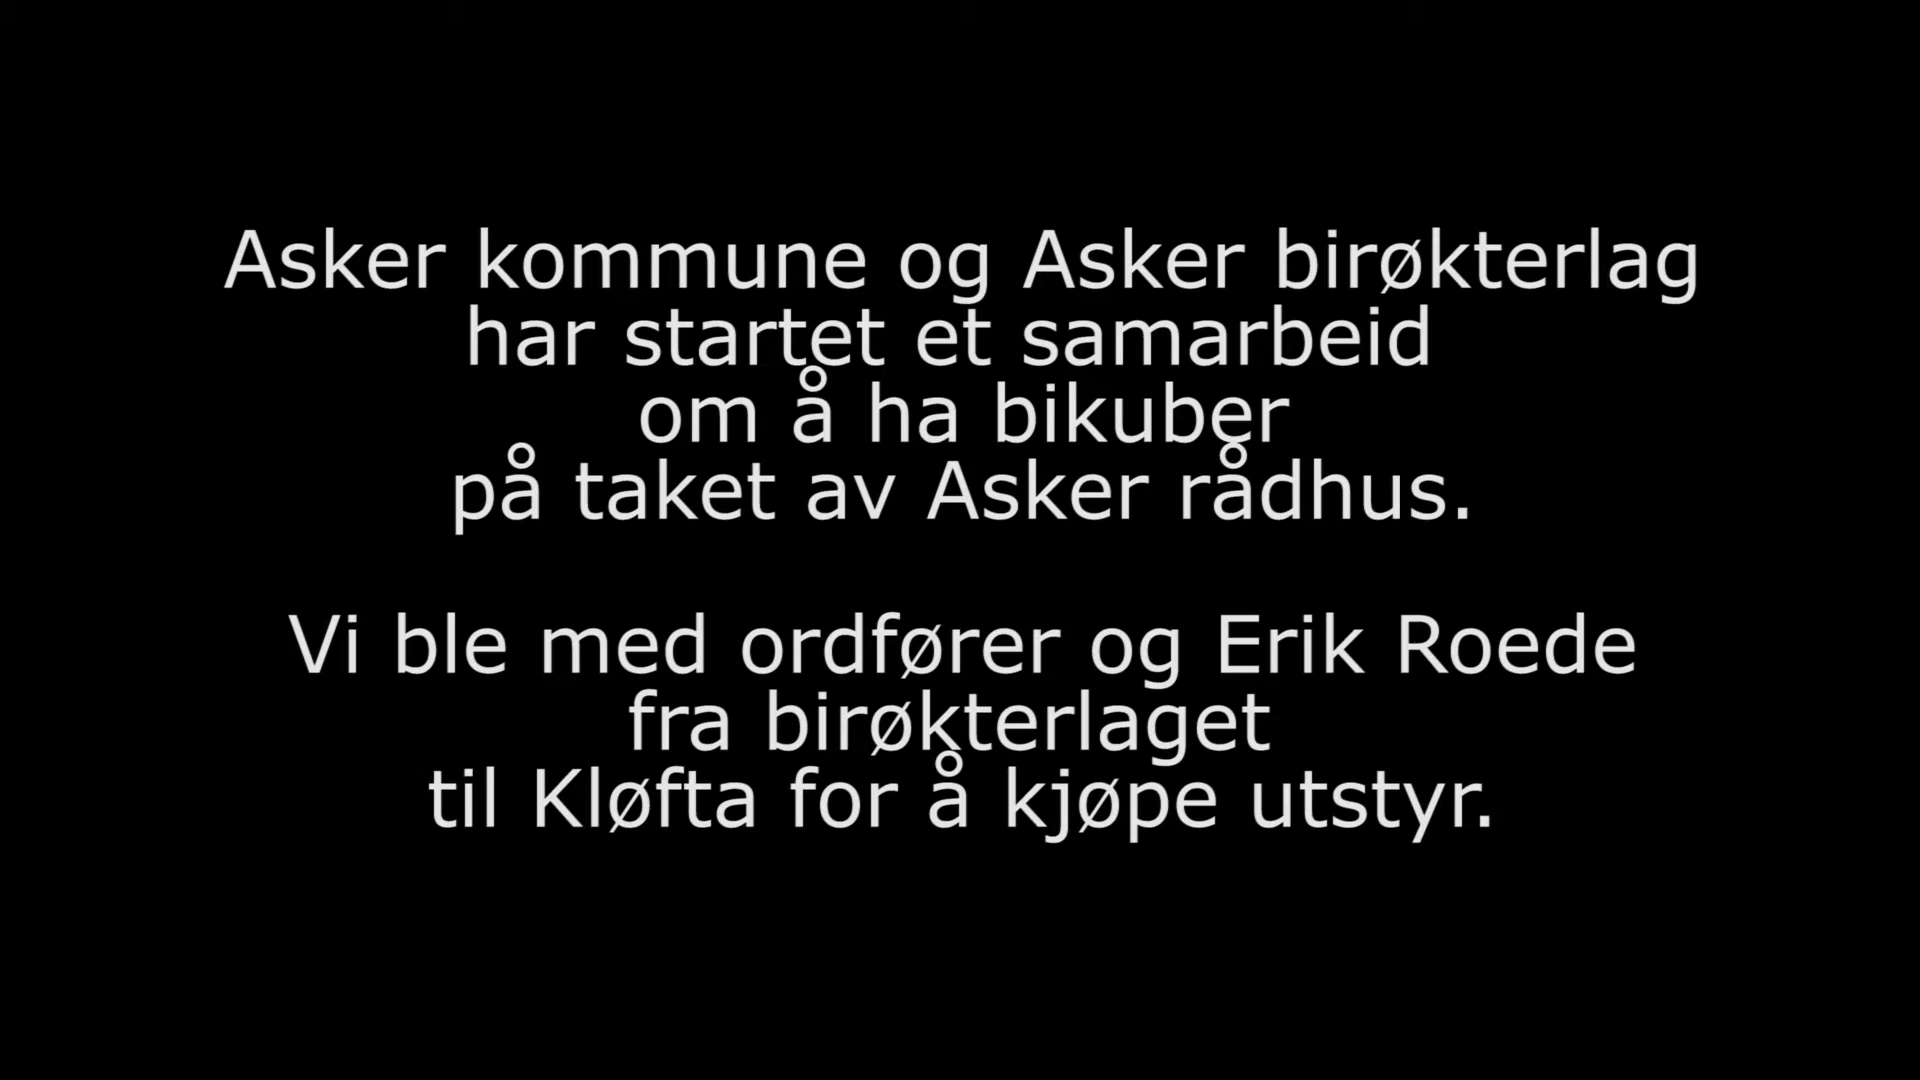 Asker kommune og Asker birøkterlag
har startet et samarbeid
om å ha bikuber
på taket av Asker rådhus.
Vi ble med ordfører og Erik Roede
fra birøkterlaget
til Kløfta for å kjøpe utstyr.